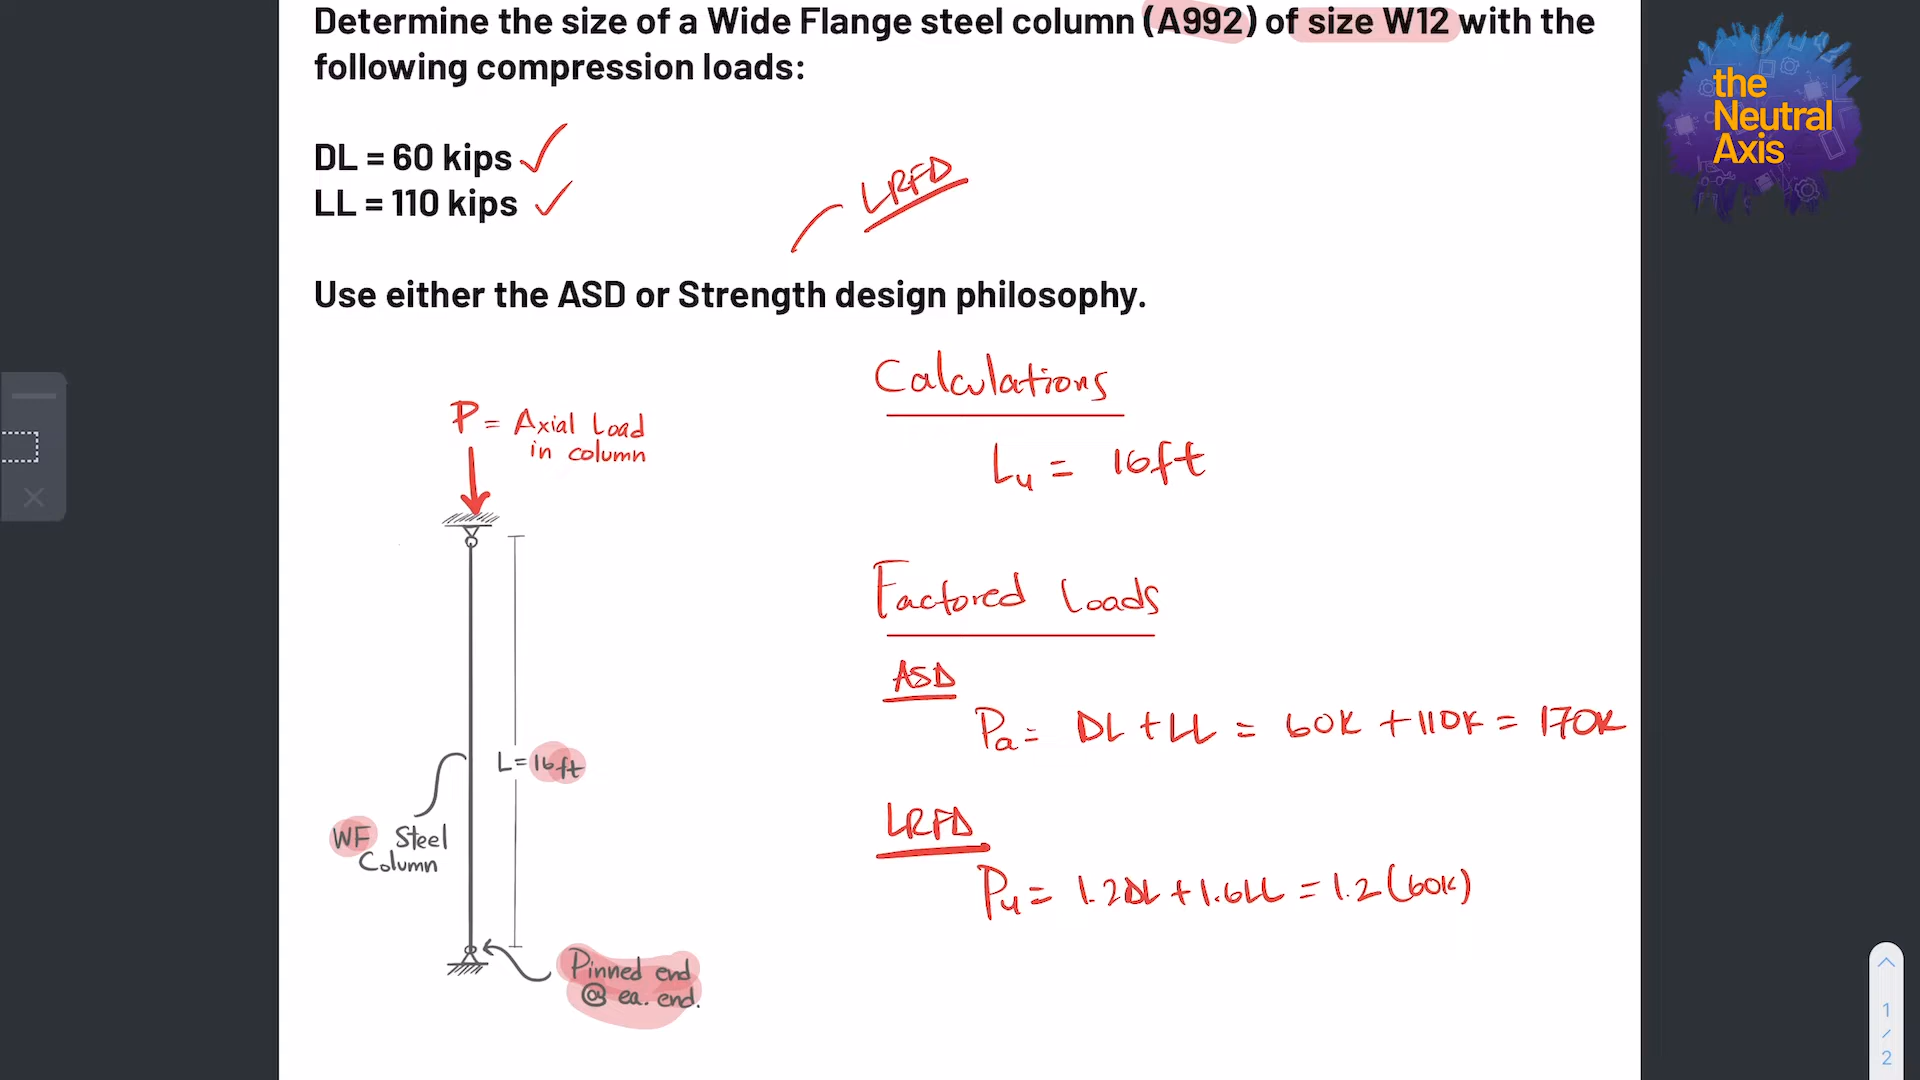 Determine the size of a Wide Flange steel column (A992) of size W12 with the
following compression loads:
the
Neutral
Axis
DL = 60 kips
LL = 110 kips
LRFD
Use either the ASD or Strength design philosophy.
Calculations
Lu = 16ft
P = Axial Load
in column
Factored Loads
ASD
Pa = DL + LL = 60K + 110K = 170K
L = 16ft
WF Steel
Column
LRFD
Pu = 1.2DL + 1.6LL = 1.2(60K)
Pinned end
@ ea. end.
1
/
2